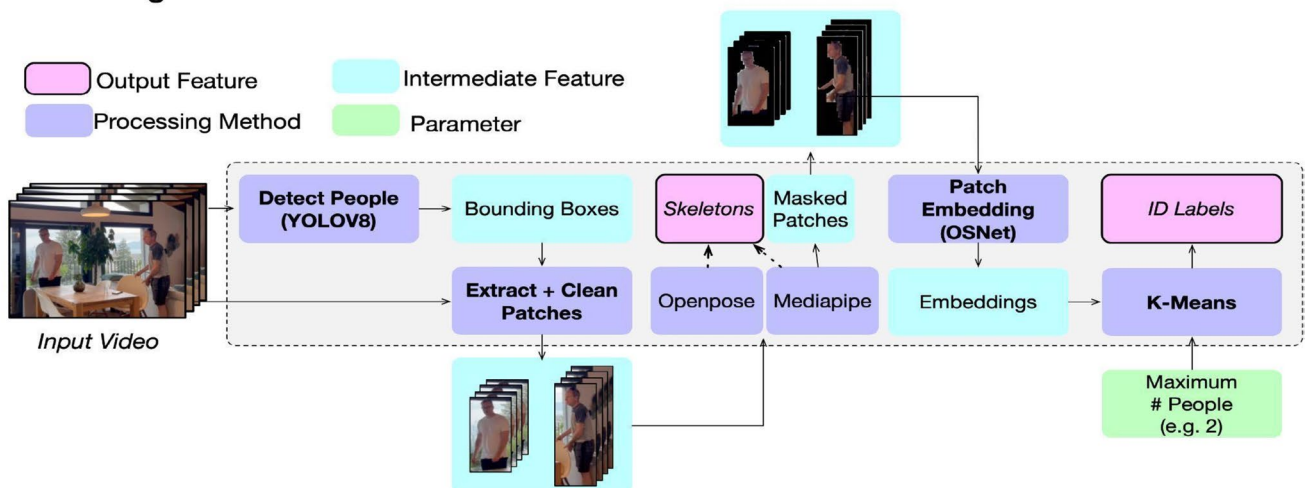 Output Feature
Intermediate Feature
Processing Method
Parameter
Detect People
(YOLOV8)
Bounding Boxes
Skeletons
Masked
Patches
Patch
Embedding
(OSNet)
ID Labels
Extract + Clean
Patches
Openpose
Mediapipe
Embeddings
K-Means
Input Video
Maximum
# People
(e.g. 2)